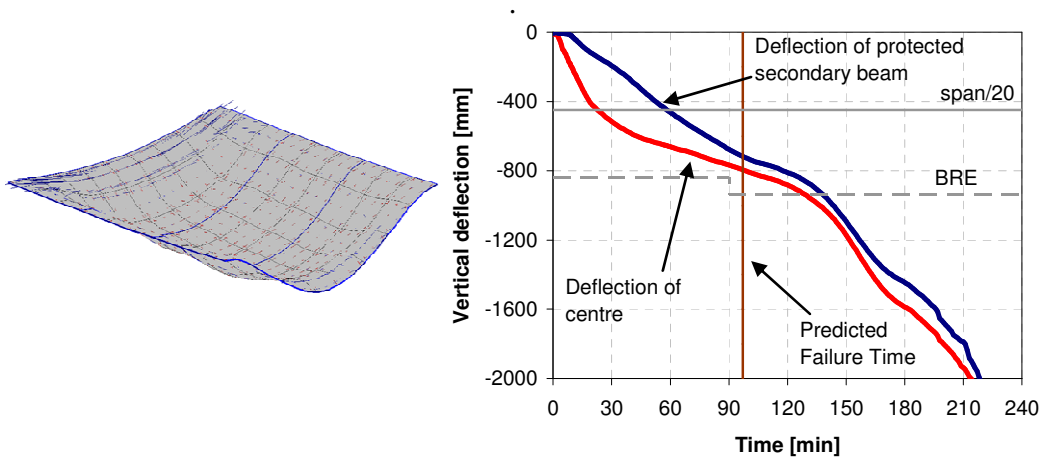 Vertical deflection [mm]
0
-400
-800
-1200
-1600
-2000
Deflection of protected
secondary beam
span/20
BRE
Deflection of
centre
Predicted
Failure Time
0 30 60 90 120 150 180 210 240
Time [min]